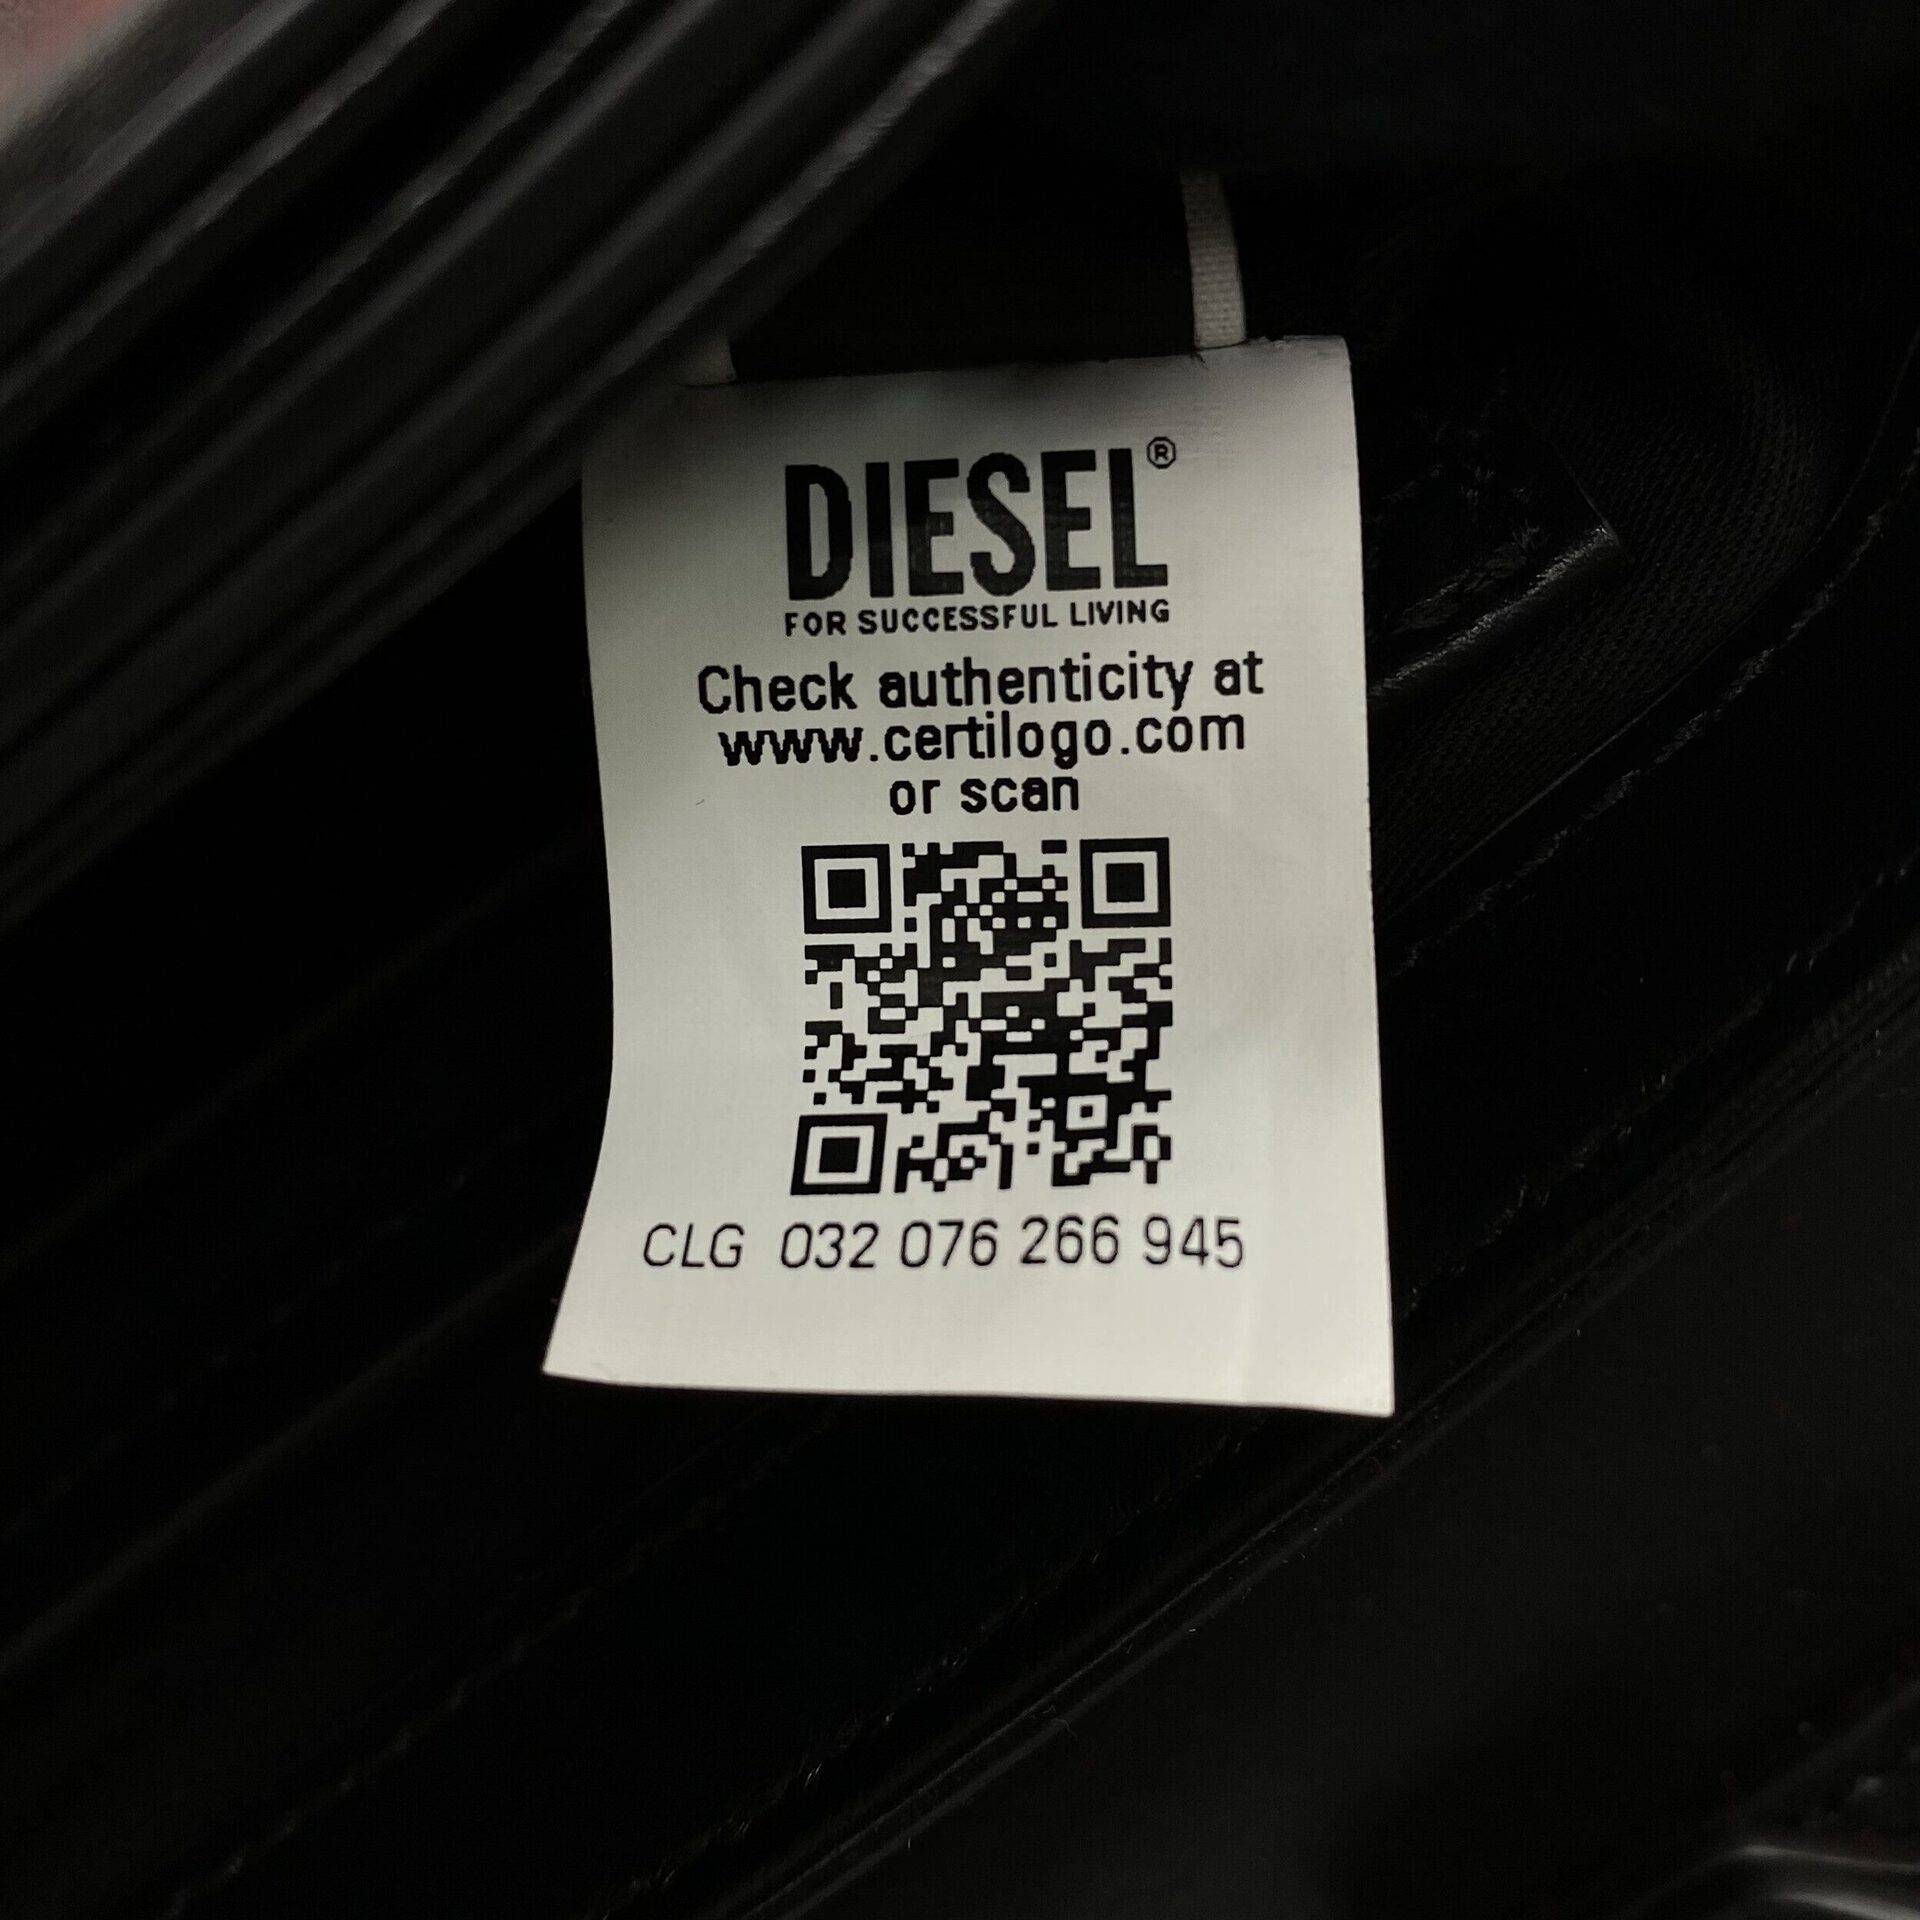 DIESEL®
FOR SUCCESSFUL LIVING
Check authenticity at
www.certilogo.com
or scan
CLG 032 076 266 945